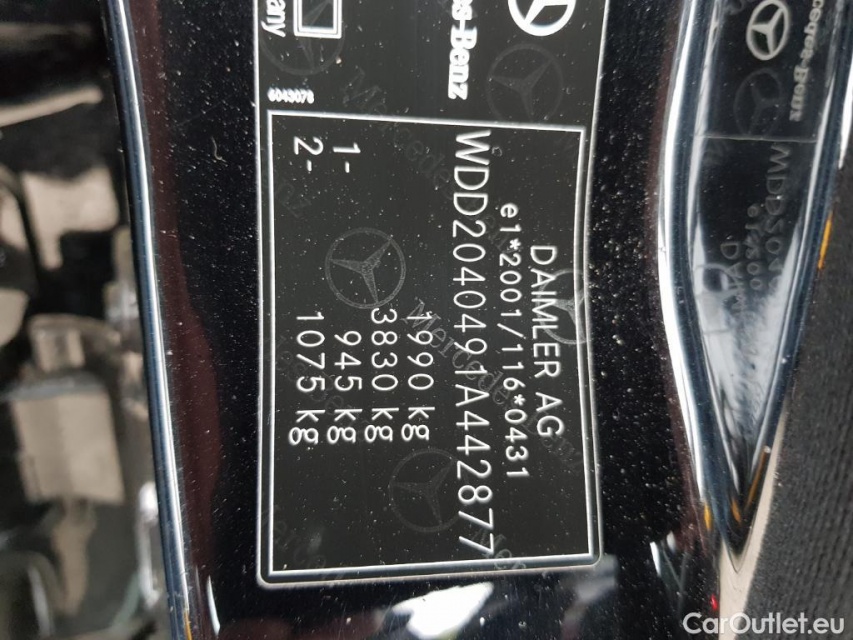 DAIMLER AG
e1*2001/116*0431
WDD2040491A442877
1990 kg
3830 kg
1- 945 kg
2- 1075 kg
6043078
Mercedes-Benz
CarOutlet.eu